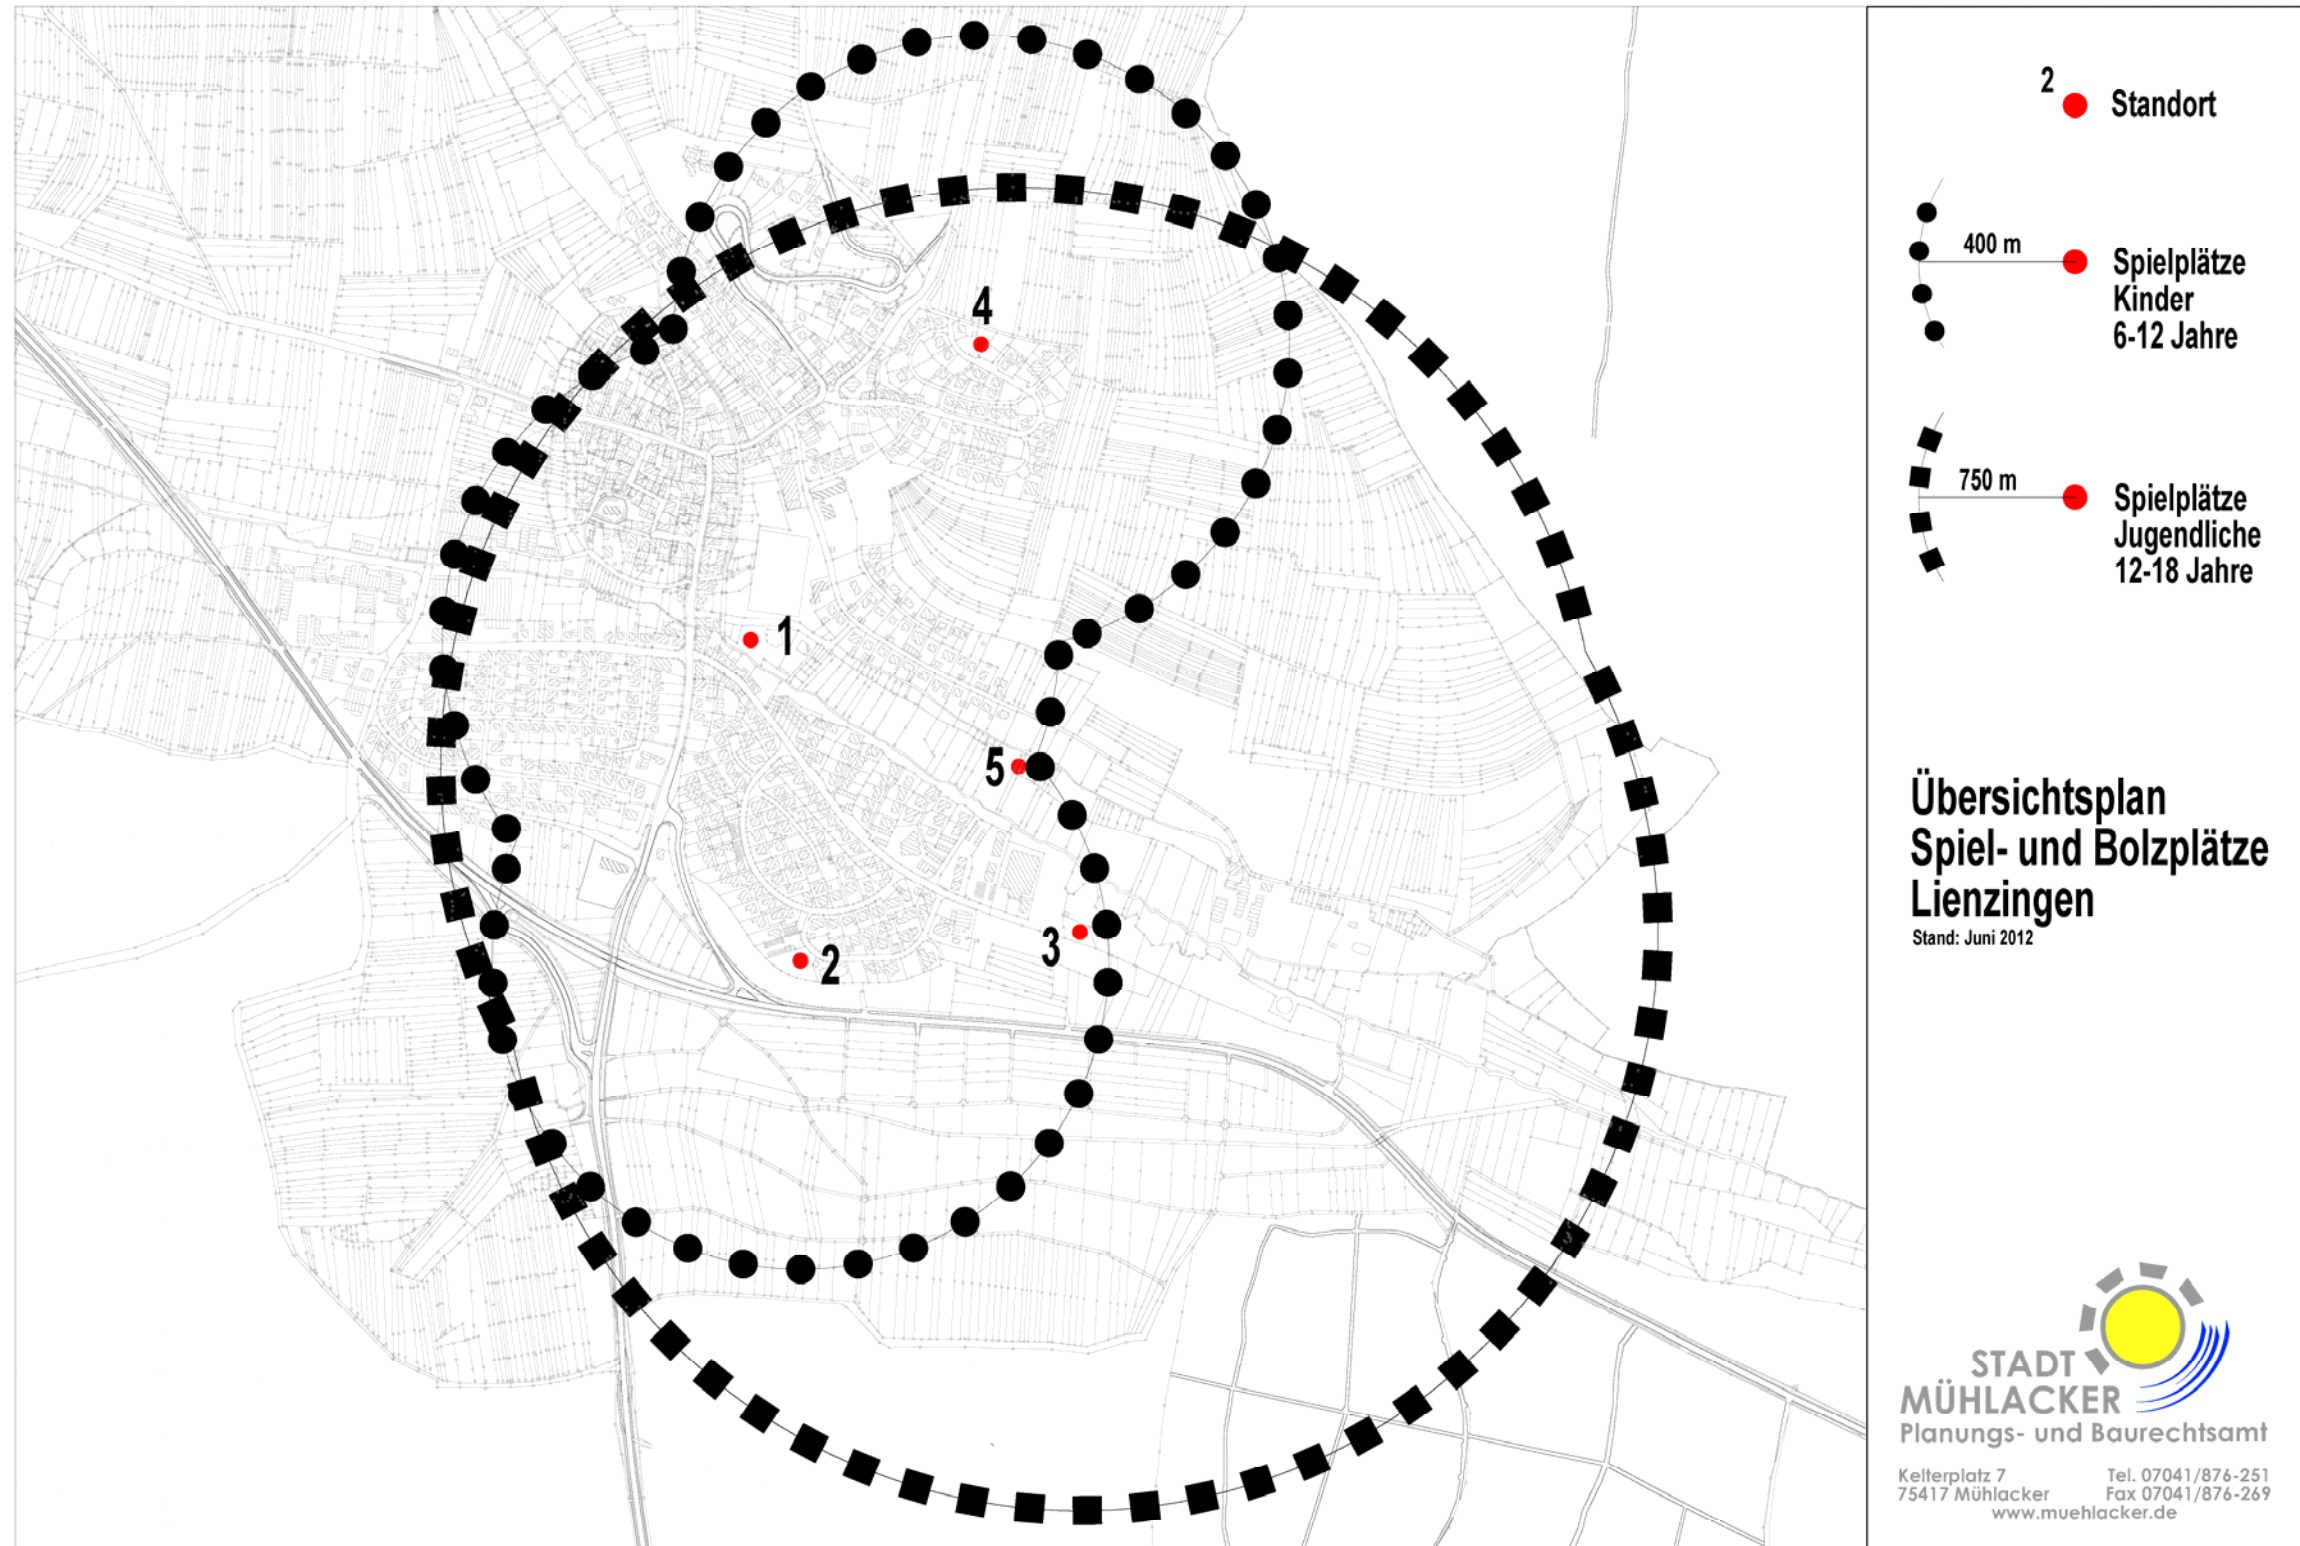 4
1
5
3
2
2
Standort
400 m
Spielplätze
Kinder
6-12 Jahre
750 m
Spielplätze
Jugendliche
12-18 Jahre
Übersichtsplan
Spiel- und Bolzplätze
Lienzingen
Stand: Juni 2012
STADT
MÜHLACKER
Planungs- und Baurechtsamt
Kelterplatz 7 Tel. 07041/876-251
75417 Mühlacker Fax 07041/876-269
www.muehlacker.de